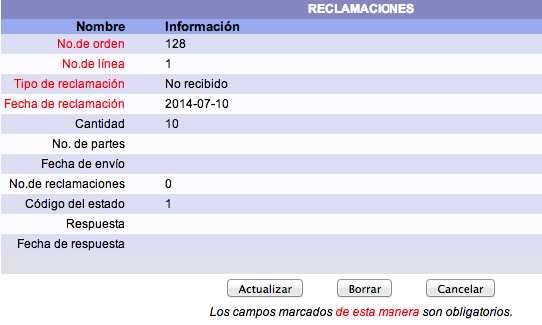 RECLAMACIONES
Nombre Información
No.de orden 128
No.de línea 1
Tipo de reclamación No recibido
Fecha de reclamación 2014-07-10
Cantidad 10
No. de partes
Fecha de envío
No.de reclamaciones 0
Código del estado 1
Respuesta
Fecha de respuesta
Actualizar Borrar Cancelar
Los campos marcados de esta manera son obligatorios.